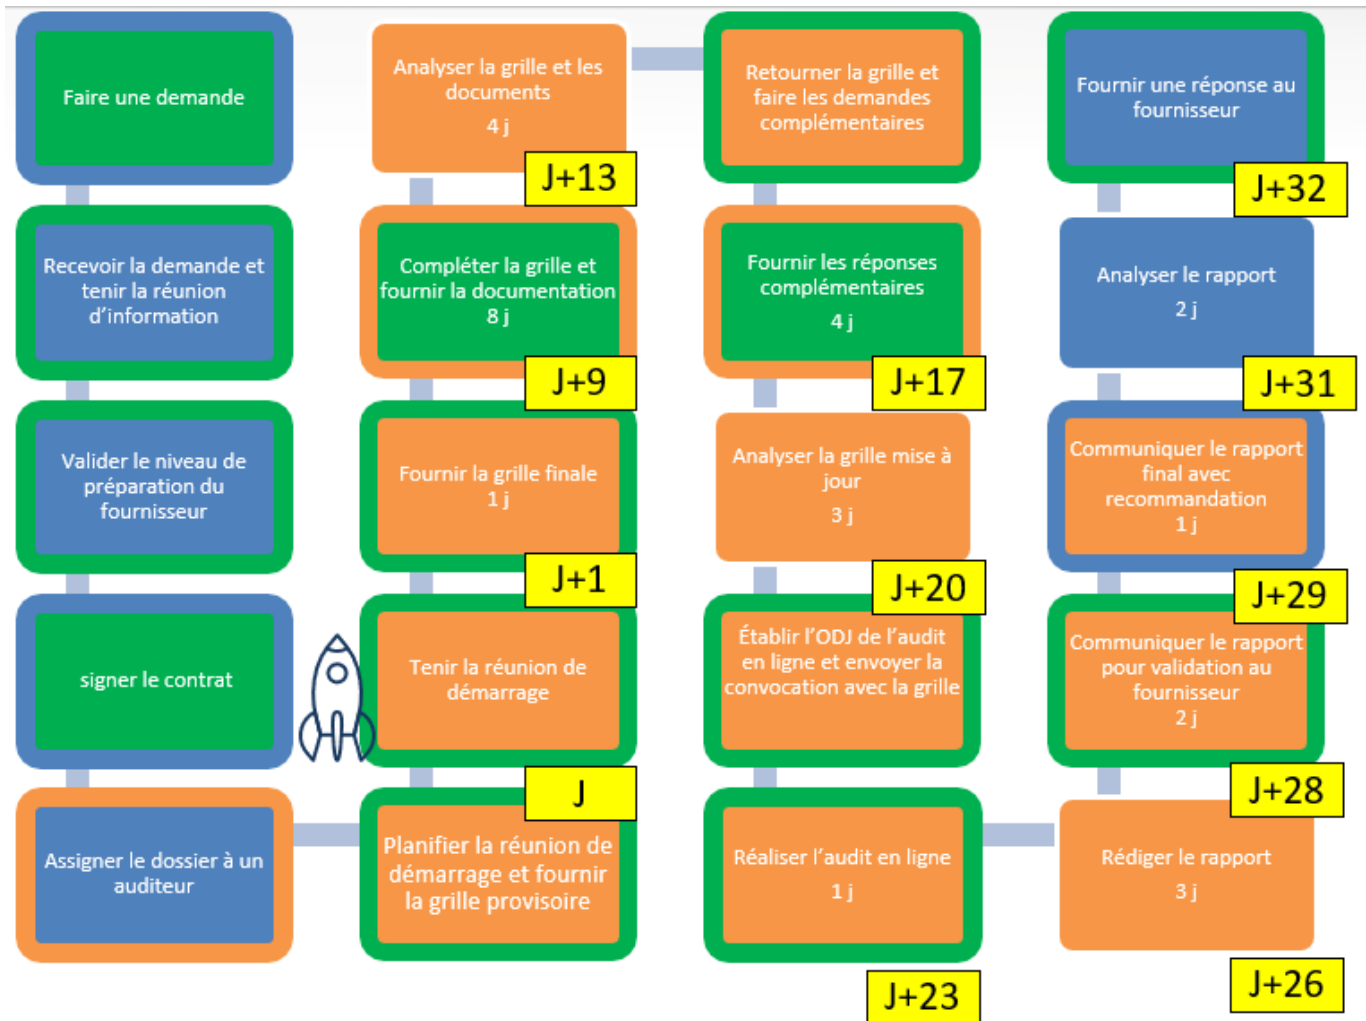 Faire une demande
Recevoir la demande et
tenir la réunion
d’information
Valider le niveau de
préparation du
fournisseur
signer le contrat
Assigner le dossier à un
auditeur
Planifier la réunion de
démarrage et fournir
la grille provisoire
J
Tenir la réunion de
démarrage
J+1
Fournir la grille finale
1 j
J+9
Compléter la grille et
fournir la documentation
8 j
J+13
Analyser la grille et les
documents
4 j
Retourner la grille et
faire les demandes
complémentaires
Fournir les réponses
complémentaires
4 j
J+17
Analyser la grille mise à
jour
3 j
J+20
Établir l’ODJ de l’audit
en ligne et envoyer la
convocation avec la grille
Réaliser l’audit en ligne
1 j
J+23
Rédiger le rapport
3 j
J+26
J+28
Communiquer le rapport
pour validation au
fournisseur
2 j
J+29
Communiquer le rapport
final avec
recommandation
1 j
J+31
Analyser le rapport
2 j
J+32
Fournir une réponse au
fournisseur